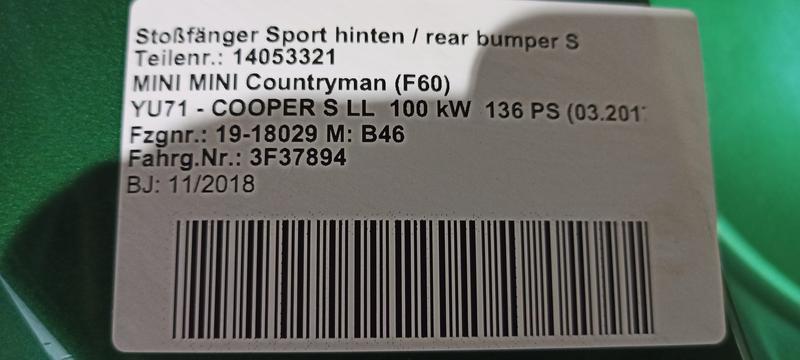 Stoßfänger Sport hinten / rear bumper S
Teilenr.: 14053321
MINI MINI Countryman (F60)
YU71 - COOPER S LL 100 kW 136 PS (03.201
Fzgnr.: 19-18029 M: B46
Fahrg.Nr.: 3F37894
BJ: 11/2018